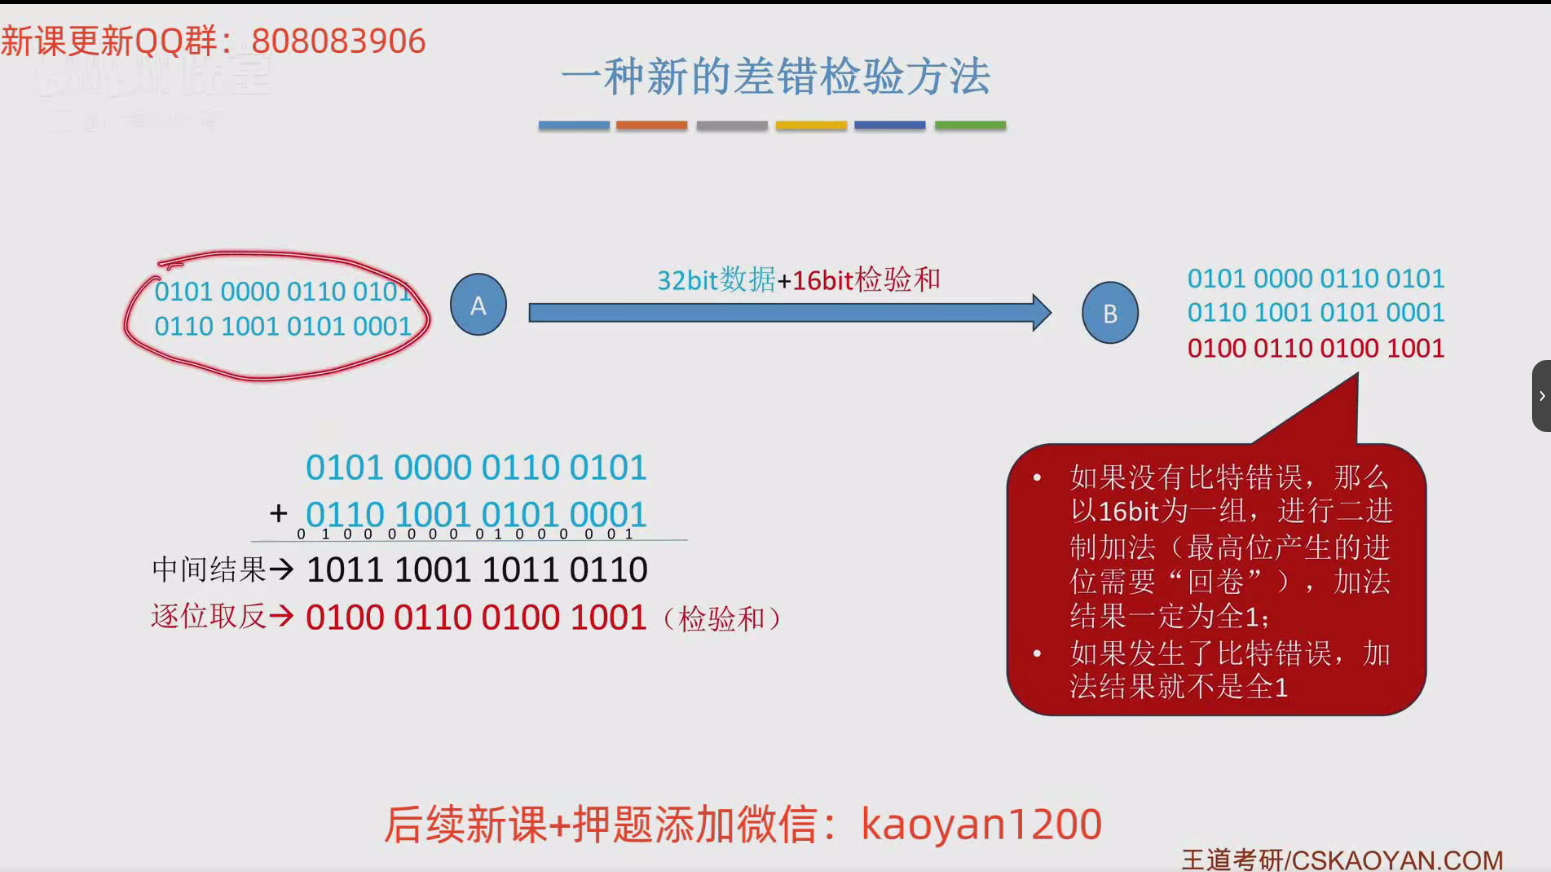 新课更新QQ群：808083906
一种新的差错检验方法
0101 0000 0110 0101
0110 1001 0101 0001
A
32bit数据+16bit检验和
B
0101 0000 0110 0101
0110 1001 0101 0001
0100 0110 0100 1001
0101 0000 0110 0101
+ 0110 1001 0101 0001
0 1 0 0 0 0 0 0 0 1 0 0 0 0 0 1
中间结果→ 1011 1001 1011 0110
逐位取反→ 0100 0110 0100 1001（检验和）
• 如果没有比特错误，那么
以16bit为一组，进行二进
制加法（最高位产生的进
位需要“回卷”），加法
结果一定为全1；
• 如果发生了比特错误，加
法结果就不是全1
后续新课+押题添加微信：kaoyan1200
王道考研/CSKAOYAN.COM